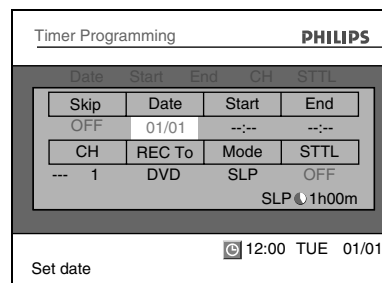 Timer Programming PHILIPS
Date Start End CH STTL
Skip Date Start End
OFF 01/01 --:-- --:--
CH REC To Mode STTL
--- 1 DVD SLP OFF
SLP 1h00m
12:00 TUE 01/01
Set date